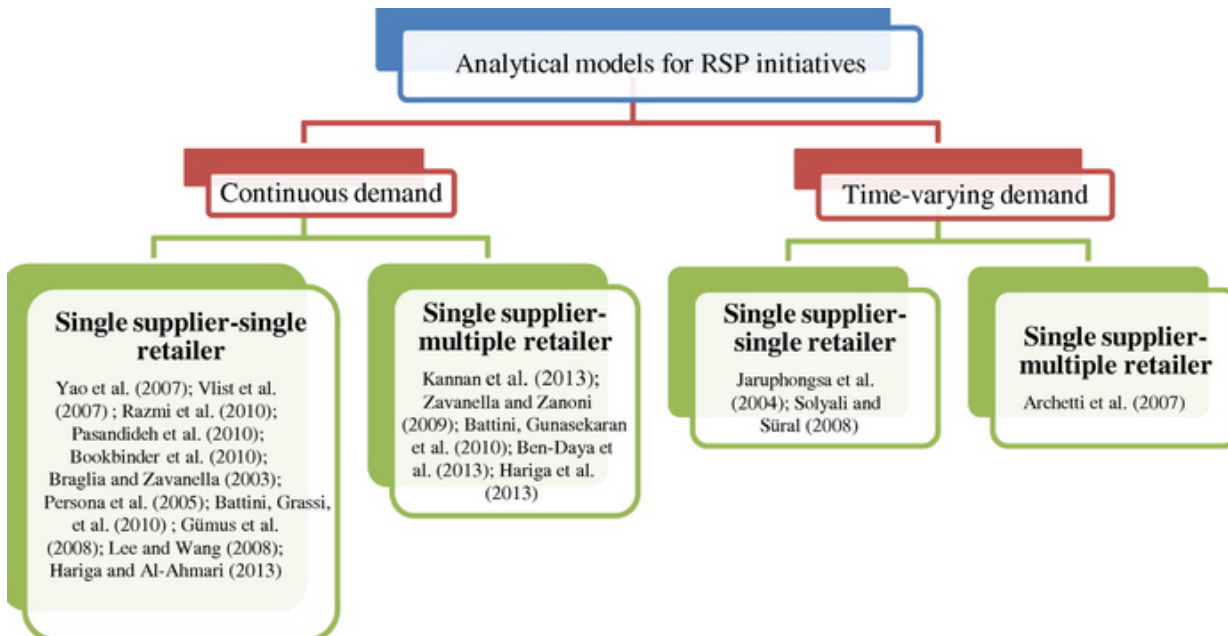 Analytical models for RSP initiatives
Continuous demand
Time-varying demand
Single supplier-single
retailer
Yao et al. (2007); Vlist et al.
(2007) ; Razmi et al. (2010);
Pasandideh et al. (2010);
Bookbinder et al. (2010);
Braglia and Zavanella (2003);
Persona et al. (2005); Battini, Grassi,
et al. (2010) ; Gümus et al.
(2008); Lee and Wang (2008);
Hariga and Al-Ahmari (2013)
Single supplier-
multiple retailer
Kannan et al. (2013);
Zavanella and Zanoni
(2009); Battini, Gunasekaran
et al. (2010); Ben-Daya et
al. (2013); Hariga et al.
(2013)
Single supplier-
single retailer
Jaruphongsa et al.
(2004); Solyali and
Süral (2008)
Single supplier-
multiple retailer
Archetti et al. (2007)